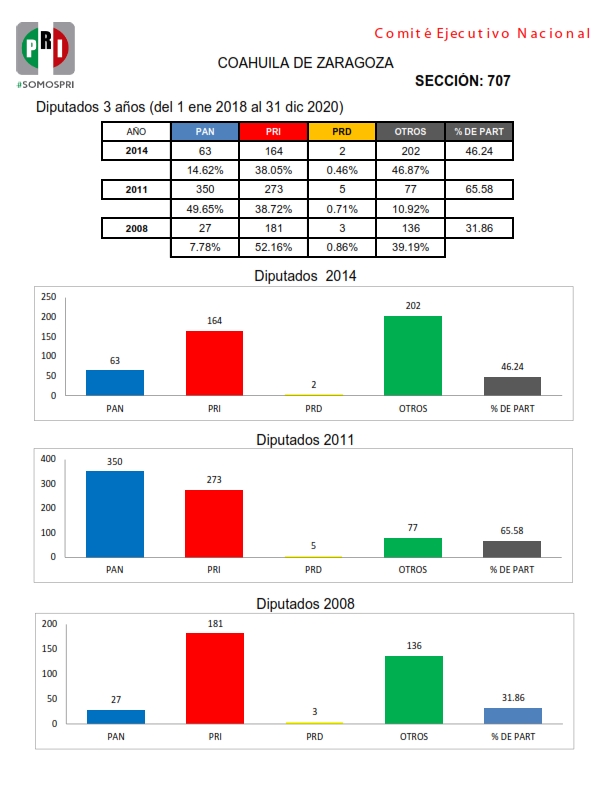 Comité Ejecutivo Nacional
PRI
#SOMOSPRI
COAHUILA DE ZARAGOZA
SECCIÓN: 707
Diputados 3 años (del 1 ene 2018 al 31 dic 2020)
AÑO PAN PRI PRD OTROS % DE PART
2014 63 164 2 202 46.24
14.62% 38.05% 0.46% 46.87%
2011 350 273 5 77 65.58
49.65% 38.72% 0.71% 10.92%
2008 27 181 3 136 31.86
7.78% 52.16% 0.86% 39.19%
Diputados 2014
250
200
150
100
50
0
63 164 2 202 46.24
PAN PRI PRD OTROS % DE PART
Diputados 2011
400
300
200
100
0
350 273 5 77 65.58
PAN PRI PRD OTROS % DE PART
Diputados 2008
200
150
100
50
0
27 181 3 136 31.86
PAN PRI PRD OTROS % DE PART